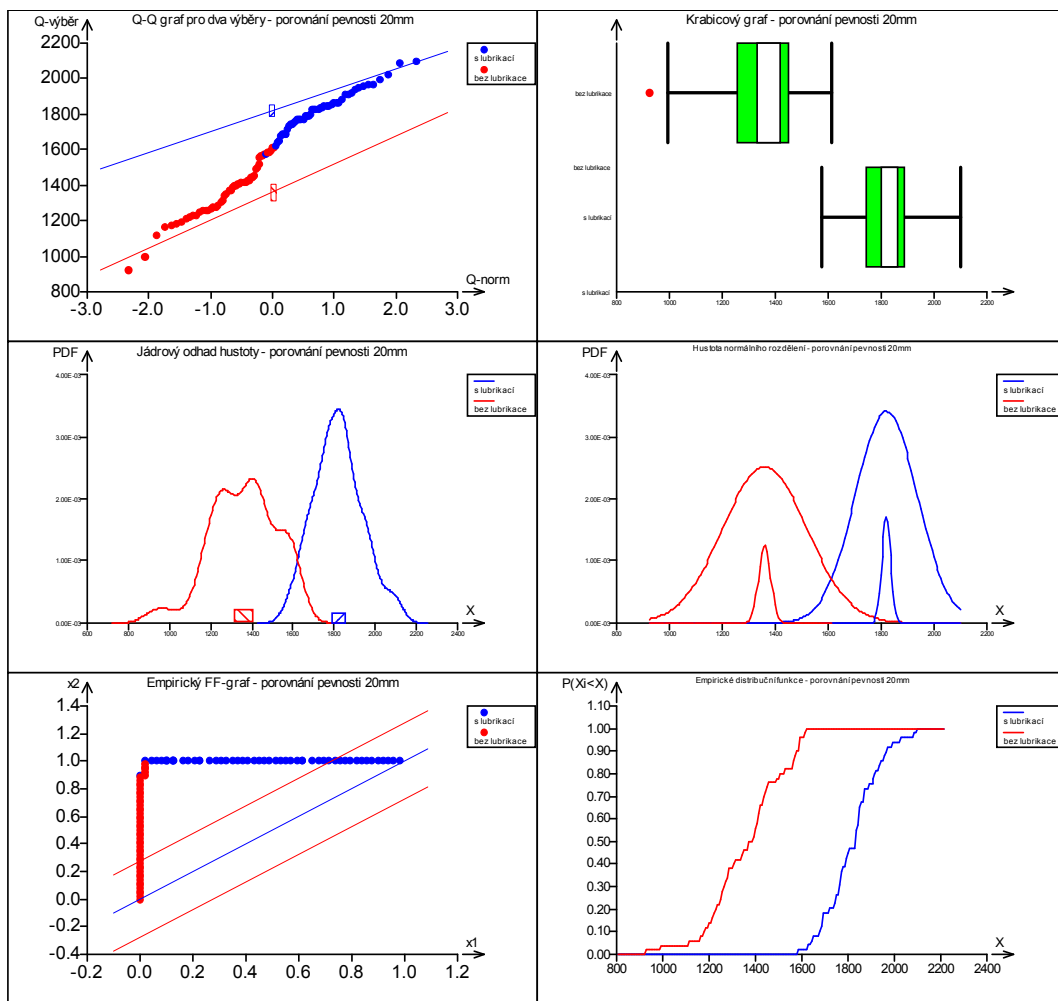 Q-výběr
Q-Q graf pro dva výběry - porovnání pevnosti 20mm
2200
2000
1800
1600
1400
1200
1000
800
-3.0
-2.0
-1.0
0.0
1.0
2.0
3.0
Q-norm
s lubrikací
bez lubrikace
Krabicový graf - porovnání pevnosti 20mm
bez lubrikace
bez lubrikace
s lubrikací
s lubrikací
800
1000
1200
1400
1600
1800
2000
2200
PDF
Jádrový odhad hustoty - porovnání pevnosti 20mm
4.00E-03
3.00E-03
2.00E-03
1.00E-03
0.00E-03
600
800
1000
1200
1400
1600
1800
2000
2200
2400
X
s lubrikací
bez lubrikace
PDF
Hustota normálního rozdělení - porovnání pevnosti 20mm
4.00E-03
3.00E-03
2.00E-03
1.00E-03
0.00E-03
800
1000
1200
1400
1600
1800
2000
2200
X
s lubrikací
bez lubrikace
x2
Empirický FF-graf - porovnání pevnosti 20mm
1.4
1.2
1.0
0.8
0.6
0.4
0.2
0.0
-0.2
-0.4
-0.2
0.0
0.2
0.4
0.6
0.8
1.0
1.2
x1
s lubrikací
bez lubrikace
P(Xi<X)
Empirické distribuční funkce - porovnání pevnosti 20mm
1.10
1.00
0.90
0.80
0.70
0.60
0.50
0.40
0.30
0.20
0.10
0.00
800
1000
1200
1400
1600
1800
2000
2200
2400
X
s lubrikací
bez lubrikace